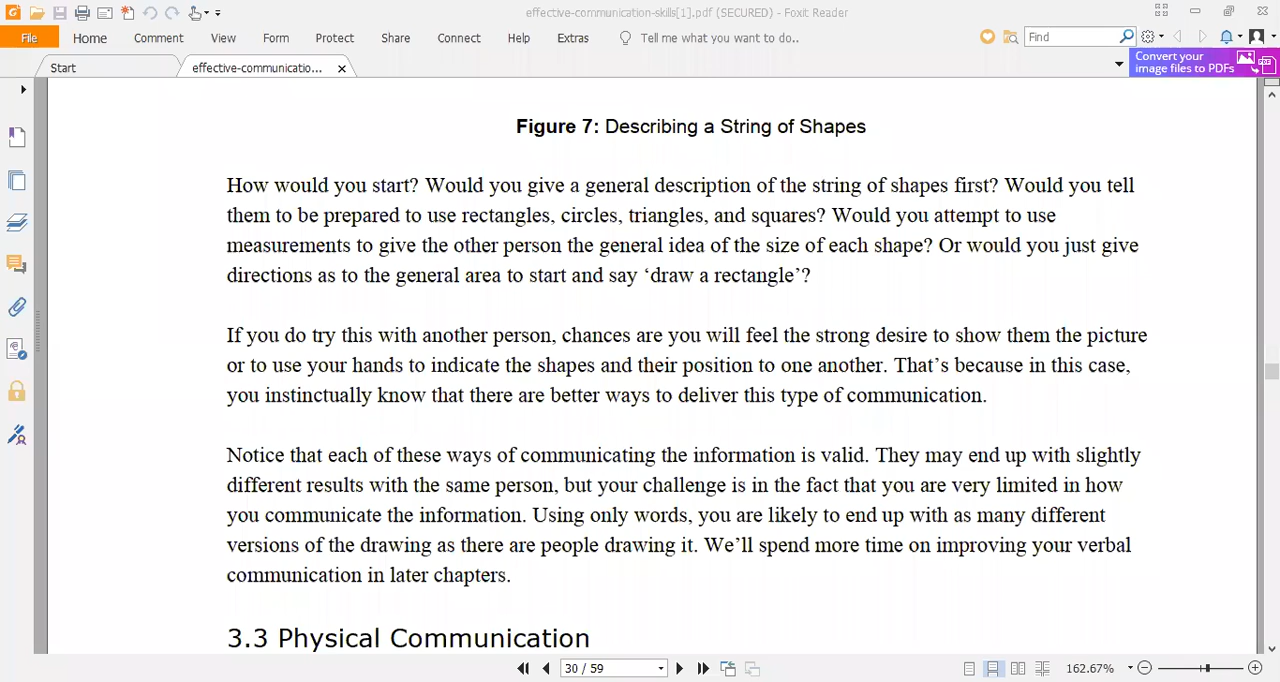 effective-communication-skills[1].pdf (SECURED) - Foxit Reader
File Home Comment View Form Protect Share Connect Help Extras Tell me what you want to do.. Find
Start effective-communicatio... Convert your
image files to PDFs
Figure 7: Describing a String of Shapes
How would you start? Would you give a general description of the string of shapes first? Would you tell
them to be prepared to use rectangles, circles, triangles, and squares? Would you attempt to use
measurements to give the other person the general idea of the size of each shape? Or would you just give
directions as to the general area to start and say ‘draw a rectangle’?
If you do try this with another person, chances are you will feel the strong desire to show them the picture
or to use your hands to indicate the shapes and their position to one another. That’s because in this case,
you instinctually know that there are better ways to deliver this type of communication.
Notice that each of these ways of communicating the information is valid. They may end up with slightly
different results with the same person, but your challenge is in the fact that you are very limited in how
you communicate the information. Using only words, you are likely to end up with as many different
versions of the drawing as there are people drawing it. We’ll spend more time on improving your verbal
communication in later chapters.
3.3 Physical Communication
30 / 59 162.67%